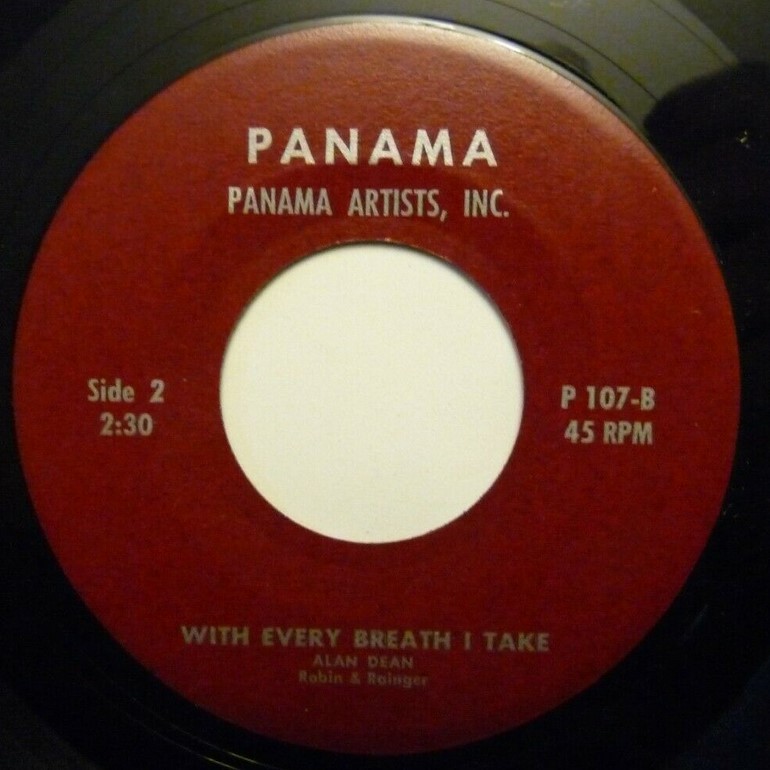 PANAMA
PANAMA ARTISTS, INC.
Side 2
2:30
P 107-B
45 RPM
WITH EVERY BREATH I TAKE
ALAN DEAN
Robin & Rainger